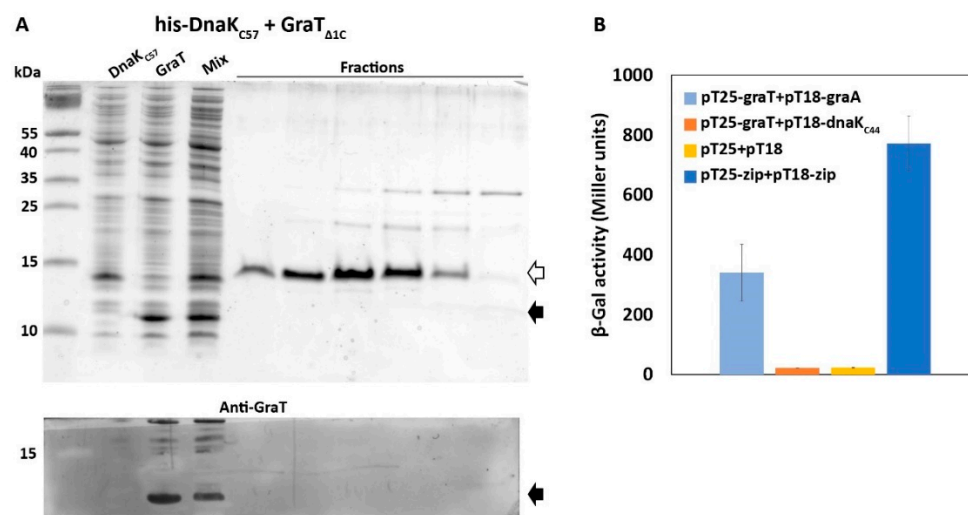 A
his-DnaKC57 + GraTΔ1C
kDa
DnaKC57
GraT
Mix
Fractions
55
40
35
25
15
10
Anti-GraT
15
B
β-Gal activity (Miller units)
1000
800
600
400
200
0
pT25-graT+pT18-graA
pT25-graT+pT18-dnaKC44
pT25+pT18
pT25-zip+pT18-zip